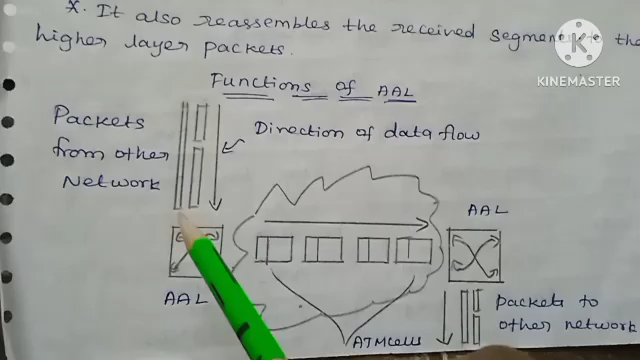 * It also reassembles the received segments the
higher layer packets.
KINEMASTER
Functions of AAL
Packets
from other
Network
Direction of data flow
AAL
AAL
packets to
other network
ATM cells